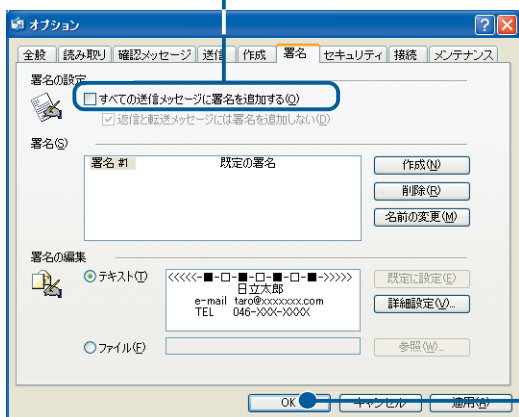 オプション
全般 読み取り 確認メッセージ 送信 作成 署名 セキュリティ 接続 メンテナンス
署名の設定
すべての送信メッセージに署名を追加する(O)
返信と転送メッセージには署名を追加しない(D)
署名(S)
署名 #1 既定の署名
作成(N)
削除(R)
名前の変更(M)
署名の編集
テキスト(T)
<<<<<-■-□-■-□-■-□-■->>>>>
日立太郎
e-mail taro@xxxxxxx.com
TEL 046-XXX-XXXX
既定に設定(E)
詳細設定(V)...
ファイル(F)
参照(W)...
OK キャンセル 適用(A)